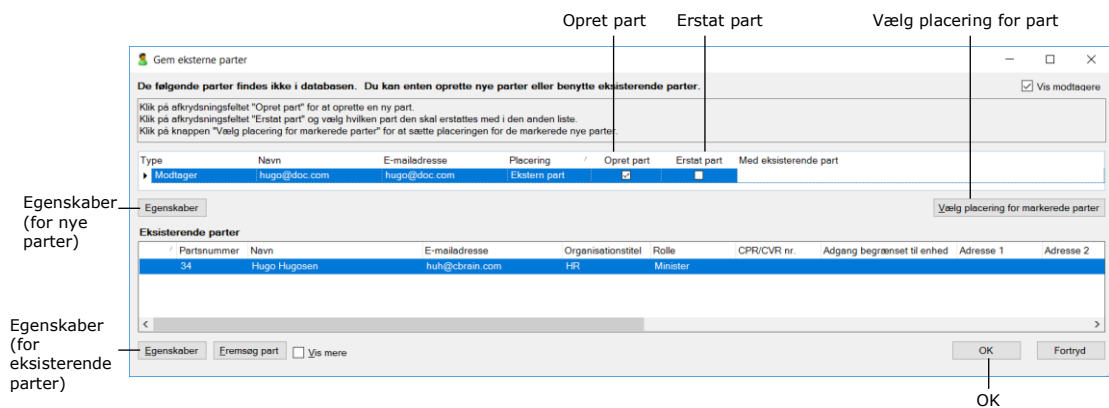 Opret part Erstat part Vælg placering for part
Gem eksterne parter
De følgende parter findes ikke i databasen. Du kan enten oprette nye parter eller benytte eksisterende parter. Vis modtagere
Klik på afkrydsningsfeltet "Opret part" for at oprette en ny part.
Klik på afkrydsningsfeltet "Erstat part" og vælg hvilken part den skal erstattes med i den anden liste.
Klik på knappen "Vælg placering for markerede parter" for at sætte placeringen for de markerede nye parter.
Type Navn E-mailadresse Placering Opret part Erstat part Med eksisterende part
Modtager hugo@doc.com hugo@doc.com Ekstern part
Egenskaber
(for nye
parter)
Egenskaber Vælg placering for markerede parter
Eksisterende parter
Partsnummer Navn E-mailadresse Organisationstitel Rolle CPR/CVR nr. Adgang begrænset til enhed Adresse 1 Adresse 2
34 Hugo Hugosen huh@cbrain.com HR Minister
Egenskaber
(for
eksisterende
parter)
Egenskaber Fremsøg part Vis mere OK Fortryd
OK